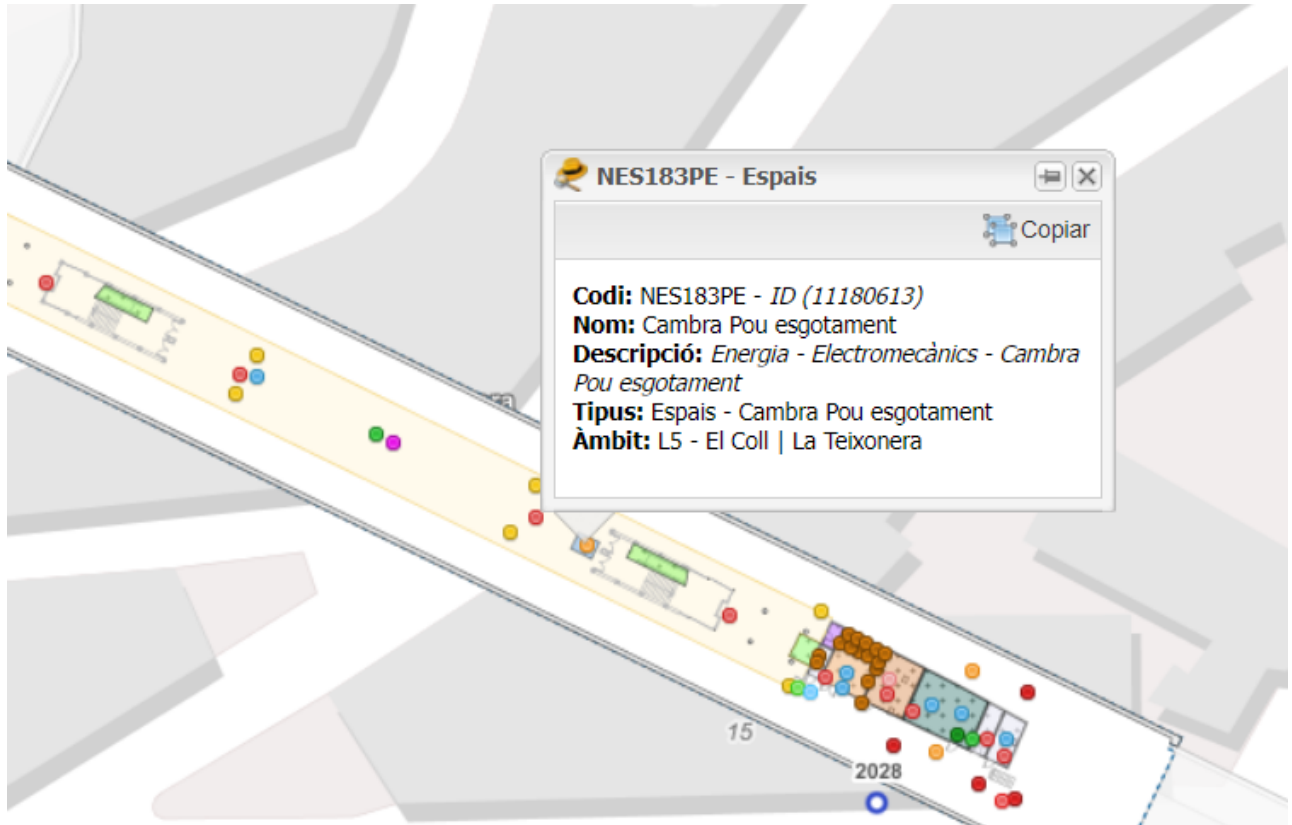 NES183PE - Espais
Copiar
Codi: NES183PE - ID (11180613)
Nom: Cambra Pou esgotament
Descripció: Energia - Electromecànics - Cambra
Pou esgotament
Tipus: Espais - Cambra Pou esgotament
Àmbit: L5 - El Coll | La Teixonera
15
2028